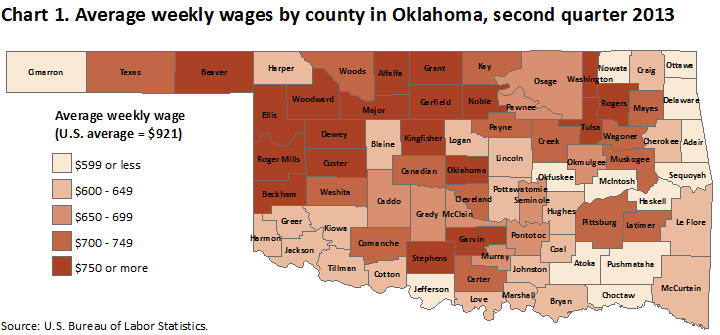 Chart 1. Average weekly wages by county in Oklahoma, second quarter 2013
Cimarron
Texas
Beaver
Harper
Woods
Alfalfa
Grant
Kay
Osage
Washington
Nowata
Craig
Ottawa
Ellis
Woodward
Major
Garfield
Noble
Pawnee
Rogers
Mayes
Delaware
Dewey
Blaine
Kingfisher
Logan
Payne
Creek
Tulsa
Wagoner
Cherokee
Adair
Roger Mills
Custer
Canadian
Oklahoma
Lincoln
Okfuskee
Okmulgee
Muskogee
McIntosh
Sequoyah
Beckham
Washita
Caddo
Grady
McClain
Cleveland
Pottawatomie
Seminole
Hughes
Haskell
Pittsburg
Latimer
Le Flore
Greer
Kiowa
Harmon
Jackson
Tillman
Comanche
Cotton
Stephens
Jefferson
Garvin
Murray
Carter
Love
Pontotoc
Johnston
Marshall
Coal
Atoka
Bryan
Pushmataha
Choctaw
McCurtain
Average weekly wage
(U.S. average = $921)
$599 or less
$600 - 649
$650 - 699
$700 - 749
$750 or more
Source: U.S. Bureau of Labor Statistics.